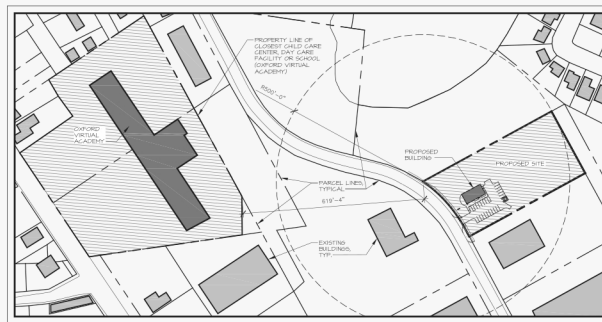 PROPERTY LINE OF
CLOSEST CHILD CARE
CENTER, DAY CARE
FACILITY OR SCHOOL
(OXFORD VIRTUAL
ACADEMY)
R500'-0"
OXFORD
VIRTUAL
ACADEMY
PROPOSED
BUILDING
PROPOSED SITE
PARCEL LINES,
TYPICAL
619'-4"
EXISTING
BUILDINGS,
TYP.